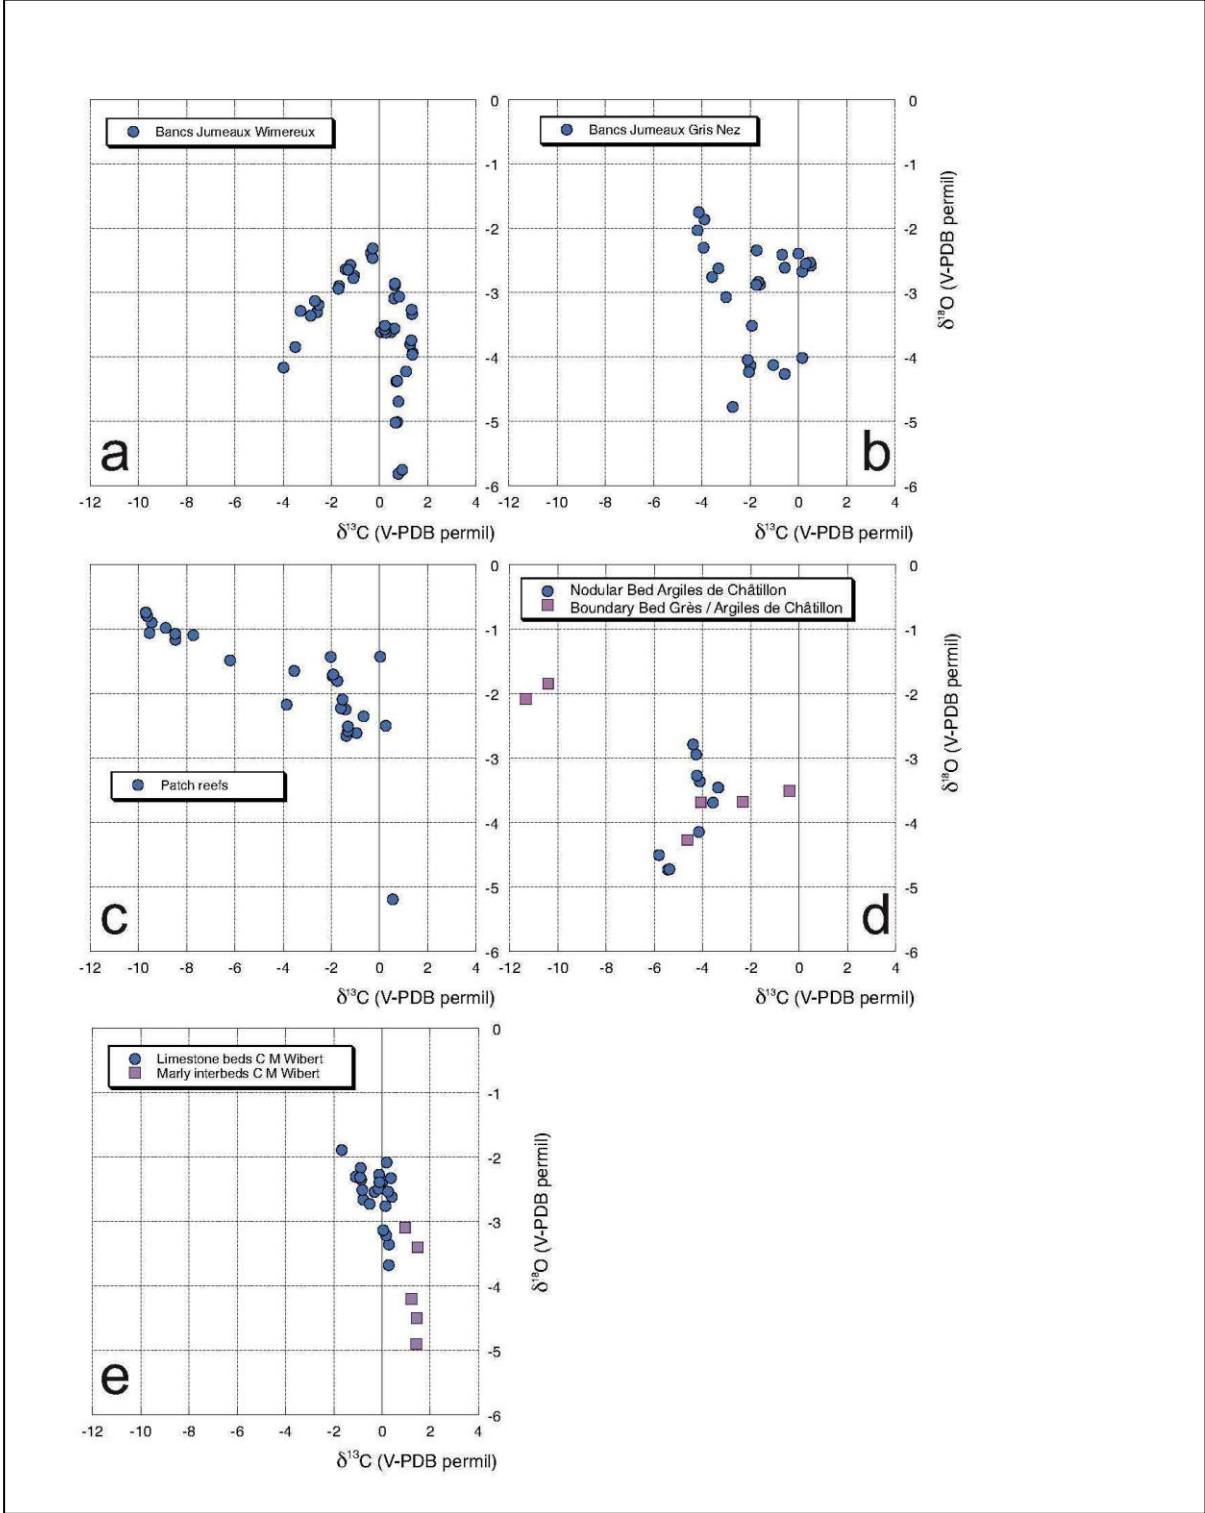 Bancs Jumeaux Wimereux
-12 -10 -8 -6 -4 -2 0 2 4
0
-1
-2
-3
-4
-5
-6
δ¹³C (V-PDB permil)
a
Bancs Jumeaux Gris Nez
-12 -10 -8 -6 -4 -2 0 2 4
0
-1
-2
-3
-4
-5
-6
δ¹³C (V-PDB permil)
δ¹⁸O (V-PDB permil)
b
Patch reefs
-12 -10 -8 -6 -4 -2 0 2 4
0
-1
-2
-3
-4
-5
-6
δ¹³C (V-PDB permil)
c
Nodular Bed Argiles de Châtillon
Boundary Bed Grès / Argiles de Châtillon
-12 -10 -8 -6 -4 -2 0 2 4
0
-1
-2
-3
-4
-5
-6
δ¹³C (V-PDB permil)
δ¹⁸O (V-PDB permil)
d
Limestone beds C M Wibert
Marly interbeds C M Wibert
-12 -10 -8 -6 -4 -2 0 2 4
0
-1
-2
-3
-4
-5
-6
δ¹³C (V-PDB permil)
δ¹⁸O (V-PDB permil)
e